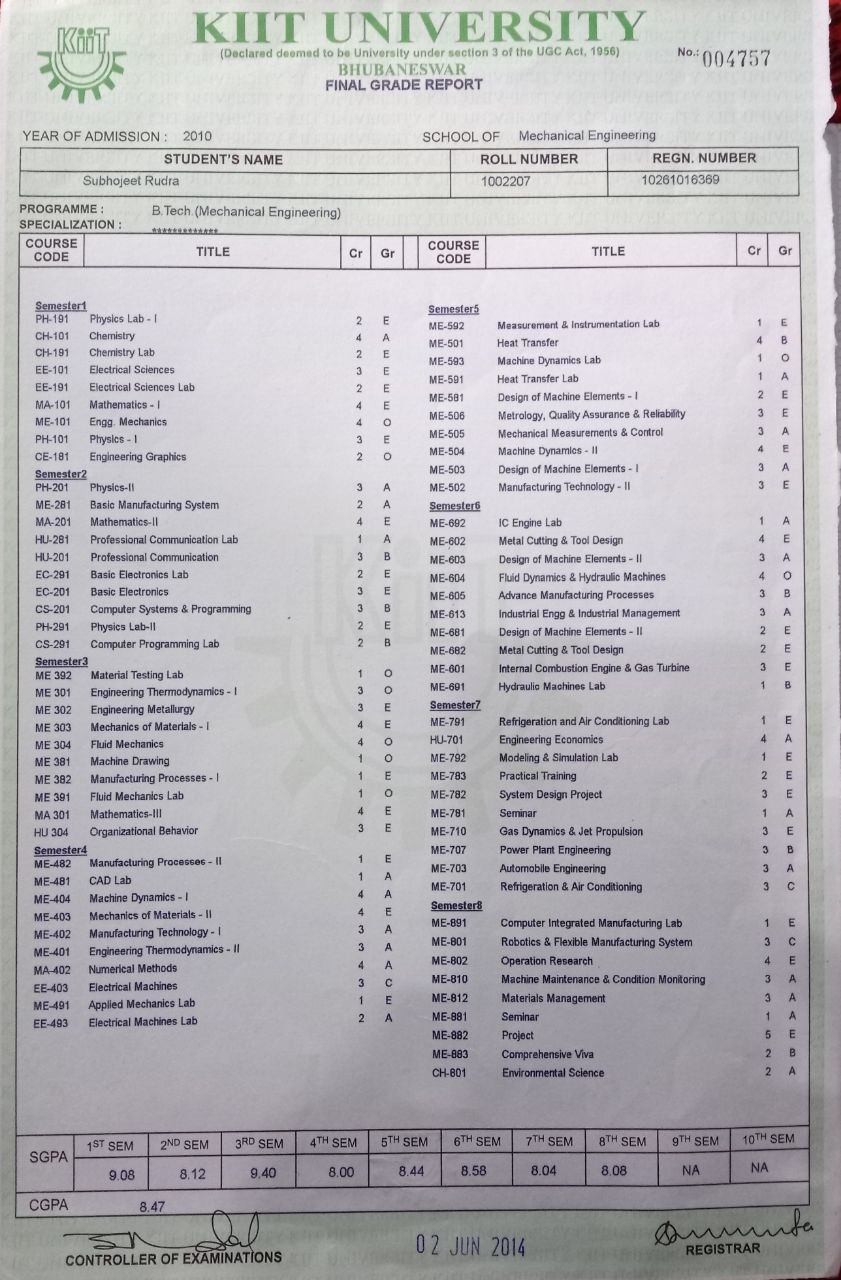 KIIT
KIIT UNIVERSITY
(Declared deemed to be University under section 3 of the UGC Act, 1956)
No.: 004757
BHUBANESWAR
FINAL GRADE REPORT
YEAR OF ADMISSION : 2010 SCHOOL OF Mechanical Engineering
STUDENT'S NAME ROLL NUMBER REGN. NUMBER
Subhojeet Rudra 1002207 10261016369
PROGRAMME : B.Tech.(Mechanical Engineering)
SPECIALIZATION : *************
COURSE CODE TITLE Cr Gr COURSE CODE TITLE Cr Gr
Semester1
PH-191 Physics Lab - I 2 E
CH-101 Chemistry 4 A
CH-191 Chemistry Lab 2 E
EE-101 Electrical Sciences 3 E
EE-191 Electrical Sciences Lab 2 E
MA-101 Mathematics - I 4 E
ME-101 Engg. Mechanics 4 O
PH-101 Physics - I 3 E
CE-181 Engineering Graphics 2 O
Semester2
PH-201 Physics-II 3 A
ME-281 Basic Manufacturing System 2 A
MA-201 Mathematics-II 4 E
HU-281 Professional Communication Lab 1 A
HU-201 Professional Communication 3 B
EC-291 Basic Electronics Lab 2 E
EC-201 Basic Electronics 3 E
CS-201 Computer Systems & Programming 3 B
PH-291 Physics Lab-II 2 E
CS-291 Computer Programming Lab 2 B
Semester3
ME 392 Material Testing Lab 1 O
ME 301 Engineering Thermodynamics - I 3 O
ME 302 Engineering Metallurgy 3 E
ME 303 Mechanics of Materials - I 4 E
ME 304 Fluid Mechanics 4 O
ME 381 Machine Drawing 1 O
ME 382 Manufacturing Processes - I 1 E
ME 391 Fluid Mechanics Lab 1 O
MA 301 Mathematics-III 4 E
HU 304 Organizational Behavior 3 E
Semester4
ME-482 Manufacturing Processes - II 1 E
ME-481 CAD Lab 1 A
ME-404 Machine Dynamics - I 4 A
ME-403 Mechanics of Materials - II 4 E
ME-402 Manufacturing Technology - I 3 A
ME-401 Engineering Thermodynamics - II 3 A
MA-402 Numerical Methods 4 A
EE-403 Electrical Machines 3 C
ME-491 Applied Mechanics Lab 1 E
EE-493 Electrical Machines Lab 2 A
Semester5
ME-592 Measurement & Instrumentation Lab 1 E
ME-501 Heat Transfer 4 B
ME-593 Machine Dynamics Lab 1 O
ME-591 Heat Transfer Lab 1 A
ME-581 Design of Machine Elements - I 2 E
ME-506 Metrology, Quality Assurance & Reliability 3 E
ME-505 Mechanical Measurements & Control 3 A
ME-504 Machine Dynamics - II 4 E
ME-503 Design of Machine Elements - I 3 A
ME-502 Manufacturing Technology - II 3 E
Semester6
ME-692 IC Engine Lab 1 A
ME-602 Metal Cutting & Tool Design 4 E
ME-603 Design of Machine Elements - II 3 A
ME-604 Fluid Dynamics & Hydraulic Machines 4 O
ME-605 Advance Manufacturing Processes 3 B
ME-613 Industrial Engg & Industrial Management 3 A
ME-681 Design of Machine Elements - II 2 E
ME-682 Metal Cutting & Tool Design 2 E
ME-601 Internal Combustion Engine & Gas Turbine 3 E
ME-691 Hydraulic Machines Lab 1 B
Semester7
ME-791 Refrigeration and Air Conditioning Lab 1 E
HU-701 Engineering Economics 4 A
ME-792 Modeling & Simulation Lab 1 E
ME-783 Practical Training 2 E
ME-782 System Design Project 3 E
ME-781 Seminar 1 A
ME-710 Gas Dynamics & Jet Propulsion 3 E
ME-707 Power Plant Engineering 3 B
ME-703 Automobile Engineering 3 A
ME-701 Refrigeration & Air Conditioning 3 C
Semester8
ME-891 Computer Integrated Manufacturing Lab 1 E
ME-801 Robotics & Flexible Manufacturing System 3 C
ME-802 Operation Research 4 E
ME-810 Machine Maintenance & Condition Monitoring 3 A
ME-812 Materials Management 3 A
ME-881 Seminar 1 A
ME-882 Project 5 E
ME-883 Comprehensive Viva 2 B
CH-801 Environmental Science 2 A
SGPA 1ST SEM 2ND SEM 3RD SEM 4TH SEM 5TH SEM 6TH SEM 7TH SEM 8TH SEM 9TH SEM 10TH SEM
9.08 8.12 9.40 8.00 8.44 8.58 8.04 8.08 NA NA
CGPA 8.47
CONTROLLER OF EXAMINATIONS 02 JUN 2014 REGISTRAR